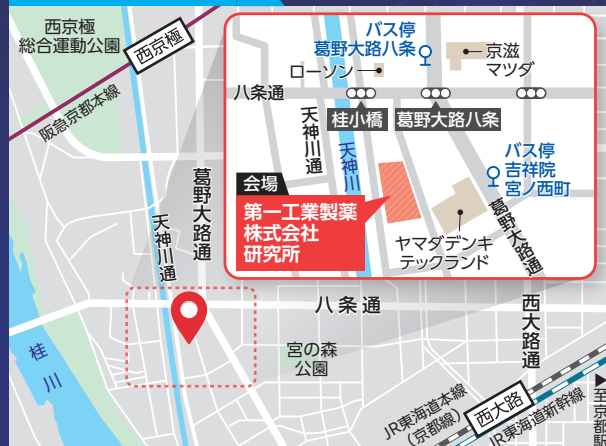 西京極
総合運動公園
西京極
阪急京都本線
葛野大路通
天神川通
桂川
八条通
宮の森
公園
西大路通
JR東海道本線
(京都線)
西大路
JR東海道新幹線
▶至京都駅
バス停
葛野大路八条
京滋
マツダ
ローソン
八条通
桂小橋
葛野大路八条
天神川通
天神川
バス停
吉祥院
宮ノ西町
会場
第一工業製薬
株式会社
研究所
ヤマダデンキ
テックランド
葛野大路通